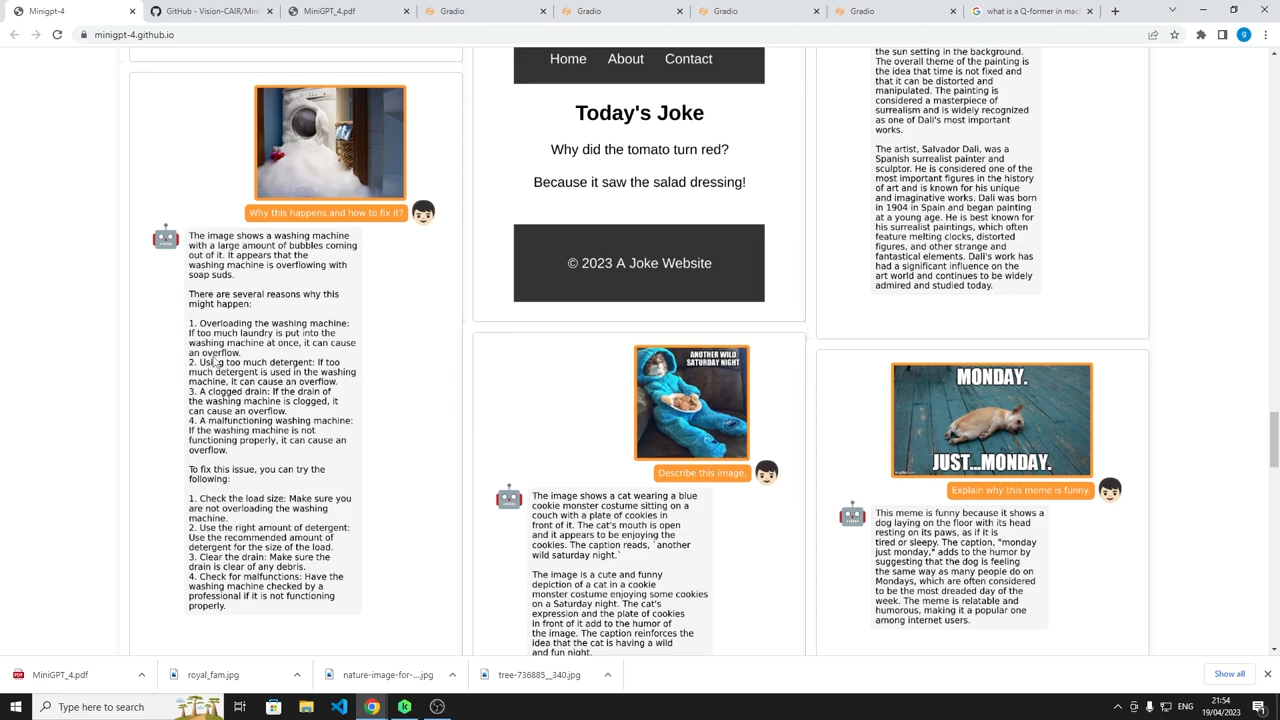 Minigpt-4
GitHub - Vision-CAIR/Mini
MiniGPT_4.pdf
Gradio
Gradio
Gradio
Gradio
what is a Q-former in mac
minigpt-4.github.io
g
Why this happens and how to fix it?
The image shows a washing machine
with a large amount of bubbles coming
out of it. It appears that the
washing machine is overflowing with
soap suds.
There are several reasons why this
might happen:
1. Overloading the washing machine:
If too much laundry is put into the
washing machine at once, it can cause
an overflow.
2. Using too much detergent: If too
much detergent is used in the washing
machine, it can cause an overflow.
3. A clogged drain: If the drain of
the washing machine is clogged, it
can cause an overflow.
4. A malfunctioning washing machine:
If the washing machine is not
functioning properly, it can cause an
overflow.
To fix this issue, you can try the
following:
1. Check the load size: Make sure you
are not overloading the washing
machine.
2. Use the right amount of detergent:
Use the recommended amount of
detergent for the size of the load.
3. Clear the drain: Make sure the
drain is clear of any debris.
4. Check for malfunctions: Have the
washing machine checked by a
professional if it is not functioning
properly.
Home About Contact
Today's Joke
Why did the tomato turn red?
Because it saw the salad dressing!
© 2023 A Joke Website
ANOTHER WILD
SATURDAY NIGHT
Describe this image.
The image shows a cat wearing a blue
cookie monster costume sitting on a
couch with a plate of cookies in
front of it. The cat's mouth is open
and it appears to be enjoying the
cookies. The caption reads, `another
wild saturday night.`
The image is a cute and funny
depiction of a cat in a cookie
monster costume enjoying some cookies
on a Saturday night. The cat's
expression and the plate of cookies
in front of it add to the humor of
the image. The caption reinforces the
idea that the cat is having a wild
and fun night.
the sun setting in the background.
The overall theme of the painting is
the idea that time is not fixed and
that it can be distorted and
manipulated. The painting is
considered a masterpiece of
surrealism and is widely recognized
as one of Dali's most important
works.
The artist, Salvador Dali, was a
Spanish surrealist painter and
sculptor. He is considered one of the
most important figures in the history
of art and is known for his unique
and imaginative works. Dali was born
in 1904 in Spain and began painting
at a young age. He is best known for
his surrealist paintings, which often
feature melting clocks, distorted
figures, and other strange and
fantastical elements. Dali's work has
had a significant influence on the
art world and continues to be widely
admired and studied today.
MONDAY.
JUST...MONDAY.
imgflip.com
Explain why this meme is funny.
This meme is funny because it shows a
dog laying on the floor with its head
resting on its paws, as if it is
tired or sleepy. The caption, "monday
just monday," adds to the humor by
suggesting that the dog is feeling
the same way as many people do on
Mondays, which are often considered
to be the most dreaded day of the
week. The meme is relatable and
humorous, making it a popular one
among internet users.
MiniGPT_4.pdf
royal_fam.jpg
nature-image-for-....jpg
tree-736885__340.jpg
Show all
Type here to search
ENG
21:54
19/04/2023